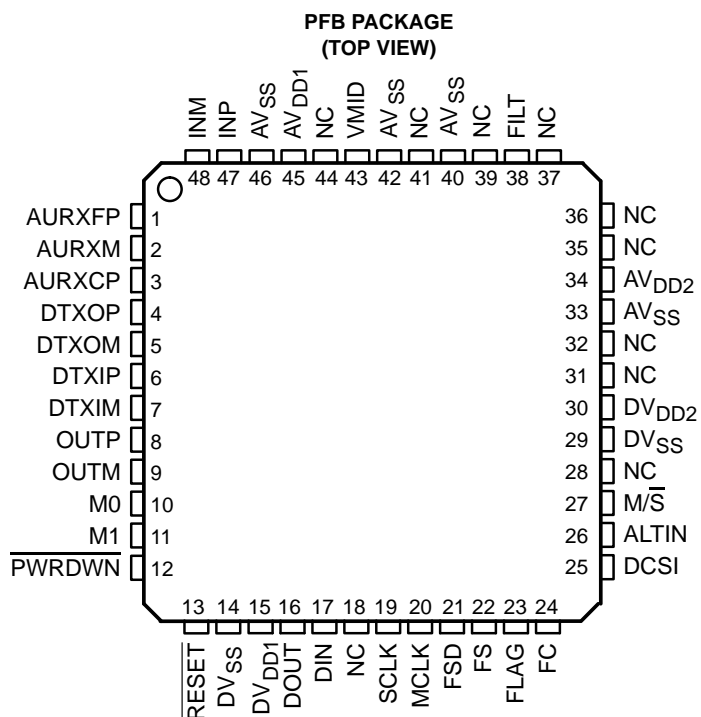 PFB PACKAGE
(TOP VIEW)
INM
INP
AVSS
AVDD1
NC
VMID
AVSS
NC
AVSS
NC
FILT
NC
48 47 46 45 44 43 42 41 40 39 38 37
AURXFP 1
AURXM 2
AURXCP 3
DTXOP 4
DTXOM 5
DTXIP 6
DTXIM 7
OUTP 8
OUTM 9
M0 10
M1 11
PWRDWN 12
36 NC
35 NC
34 AVDD2
33 AVSS
32 NC
31 NC
30 DVDD2
29 DVSS
28 NC
27 M/S
26 ALTIN
25 DCSI
13 14 15 16 17 18 19 20 21 22 23 24
RESET
DVSS
DVDD1
DOUT
DIN
NC
SCLK
MCLK
FSD
FS
FLAG
FC